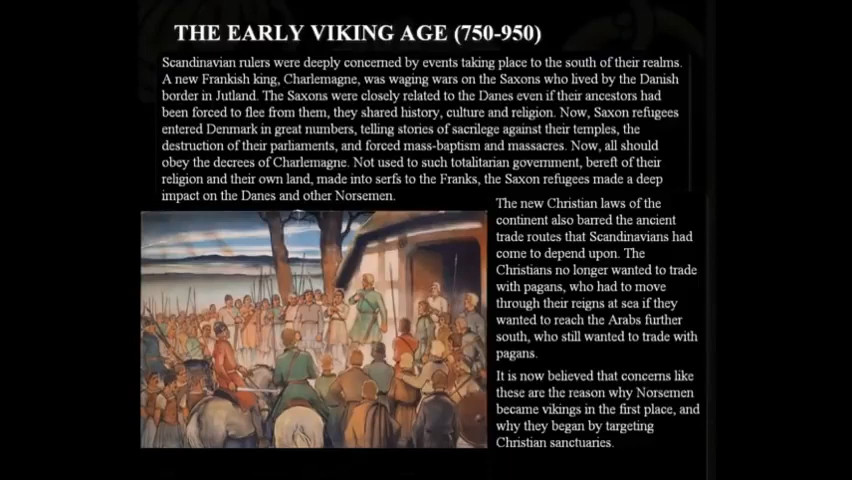 THE EARLY VIKING AGE (750-950)
Scandinavian rulers were deeply concerned by events taking place to the south of their realms.
A new Frankish king, Charlemagne, was waging wars on the Saxons who lived by the Danish
border in Jutland. The Saxons were closely related to the Danes even if their ancestors had
been forced to flee from them, they shared history, culture and religion. Now, Saxon refugees
entered Denmark in great numbers, telling stories of sacrilege against their temples, the
destruction of their parliaments, and forced mass-baptism and massacres. Now, all should
obey the decrees of Charlemagne. Not used to such totalitarian government, bereft of their
religion and their own land, made into serfs to the Franks, the Saxon refugees made a deep
impact on the Danes and other Norsemen.
The new Christian laws of the
continent also barred the ancient
trade routes that Scandinavians had
come to depend upon. The
Christians no longer wanted to trade
with pagans, who had to move
through their reigns at sea if they
wanted to reach the Arabs further
south, who still wanted to trade with
pagans.
It is now believed that concerns like
these are the reason why Norsemen
became vikings in the first place, and
why they began by targeting
Christian sanctuaries.